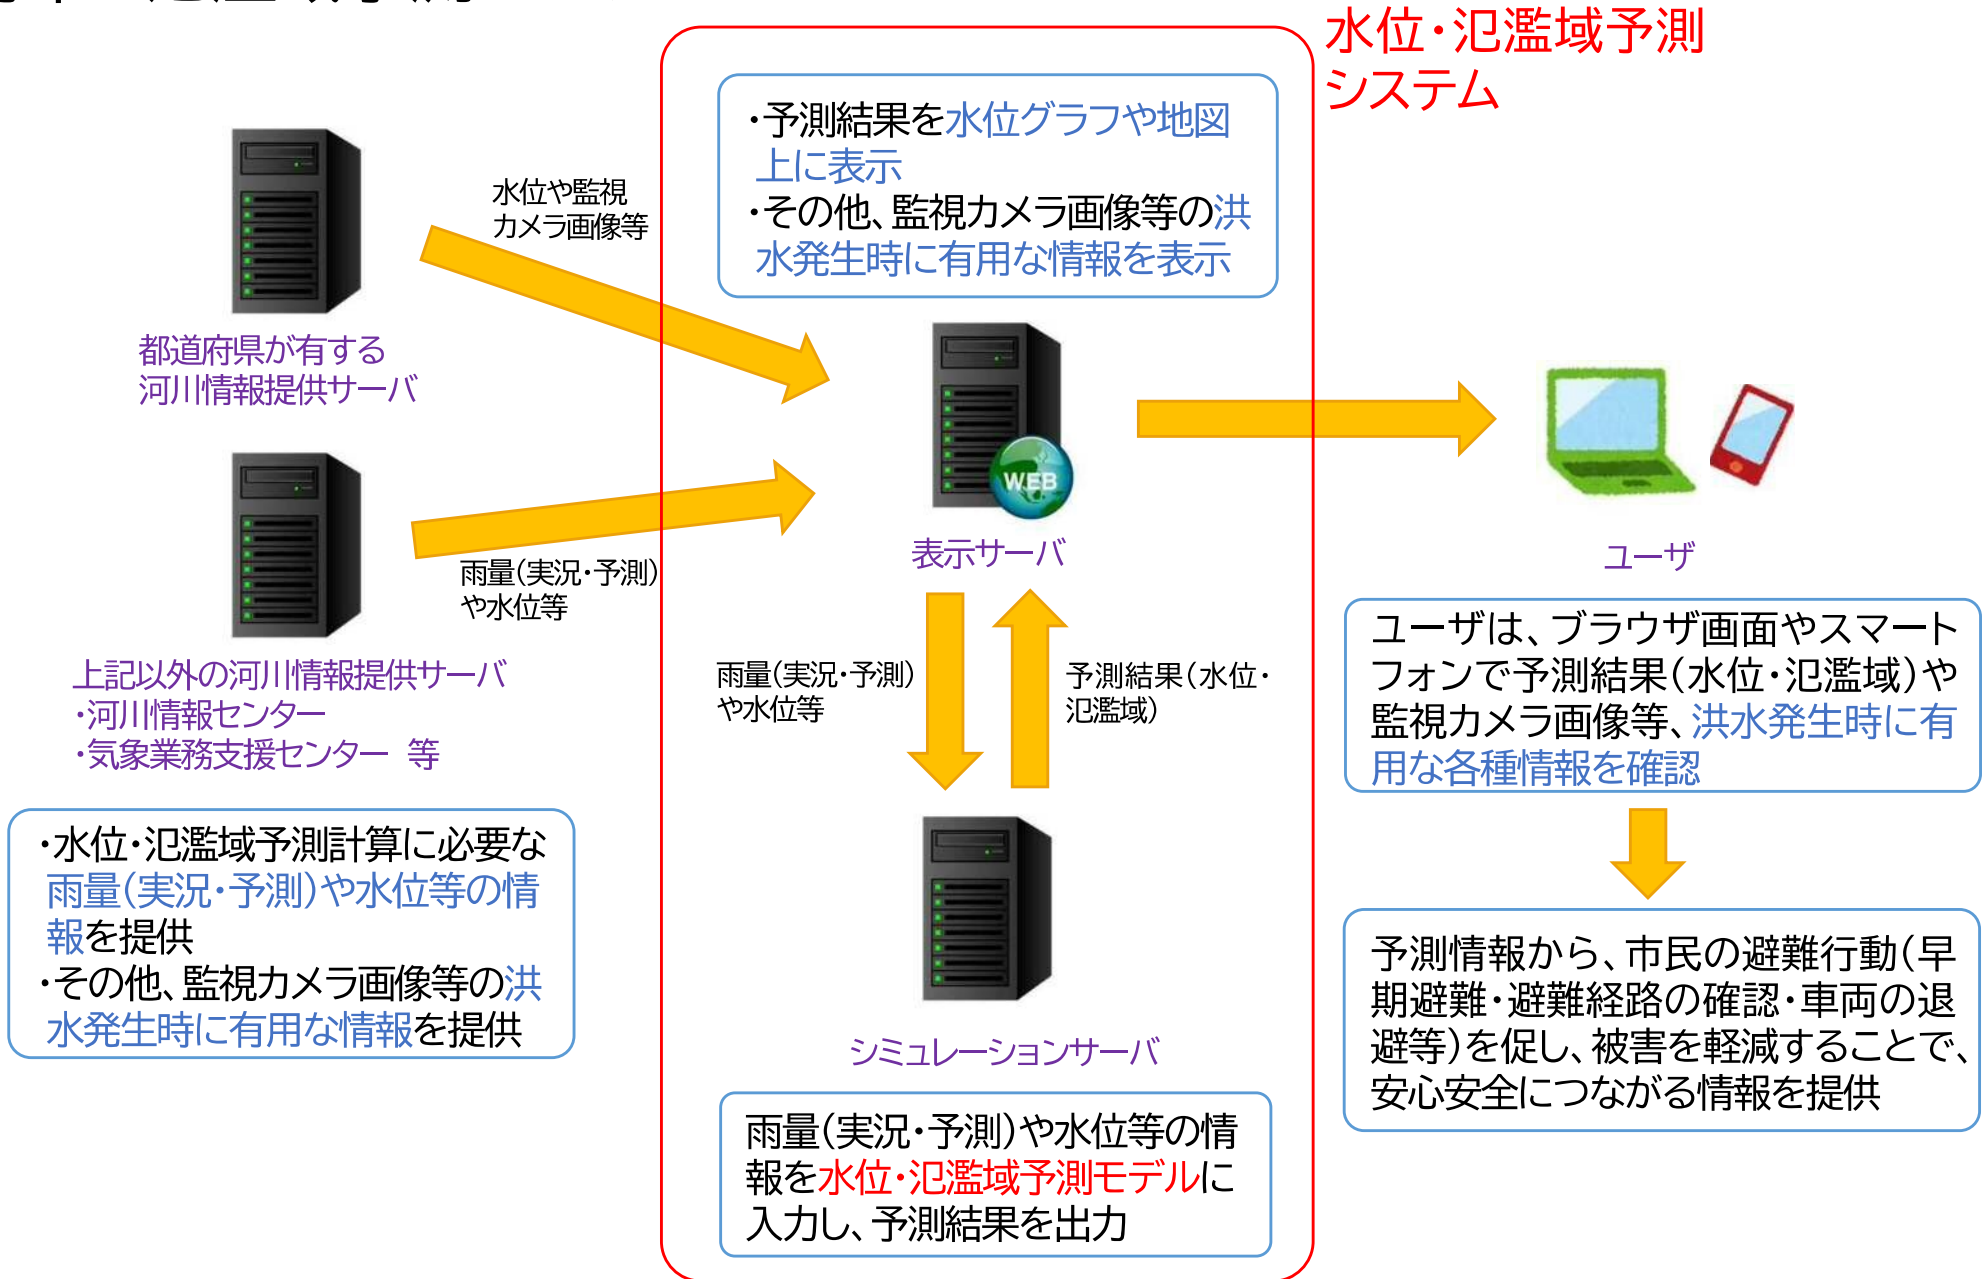 水位・氾濫域予測
システム
・予測結果を水位グラフや地図
上に表示
・その他、監視カメラ画像等の洪
水発生時に有用な情報を表示
水位や監視
カメラ画像等
都道府県が有する
河川情報提供サーバ
WEB
表示サーバ
ユーザ
雨量(実況・予測)
や水位等
上記以外の河川情報提供サーバ
・河川情報センター
・気象業務支援センター 等
雨量(実況・予測)
や水位等
予測結果(水位・
氾濫域)
ユーザは、ブラウザ画面やスマート
フォンで予測結果(水位・氾濫域)や
監視カメラ画像等、洪水発生時に有
用な各種情報を確認
・水位・氾濫域予測計算に必要な
雨量(実況・予測)や水位等の情
報を提供
・その他、監視カメラ画像等の洪
水発生時に有用な情報を提供
予測情報から、市民の避難行動(早
期避難・避難経路の確認・車両の退
避等)を促し、被害を軽減することで、
安心安全につながる情報を提供
シミュレーションサーバ
雨量(実況・予測)や水位等の情
報を水位・氾濫域予測モデルに
入力し、予測結果を出力